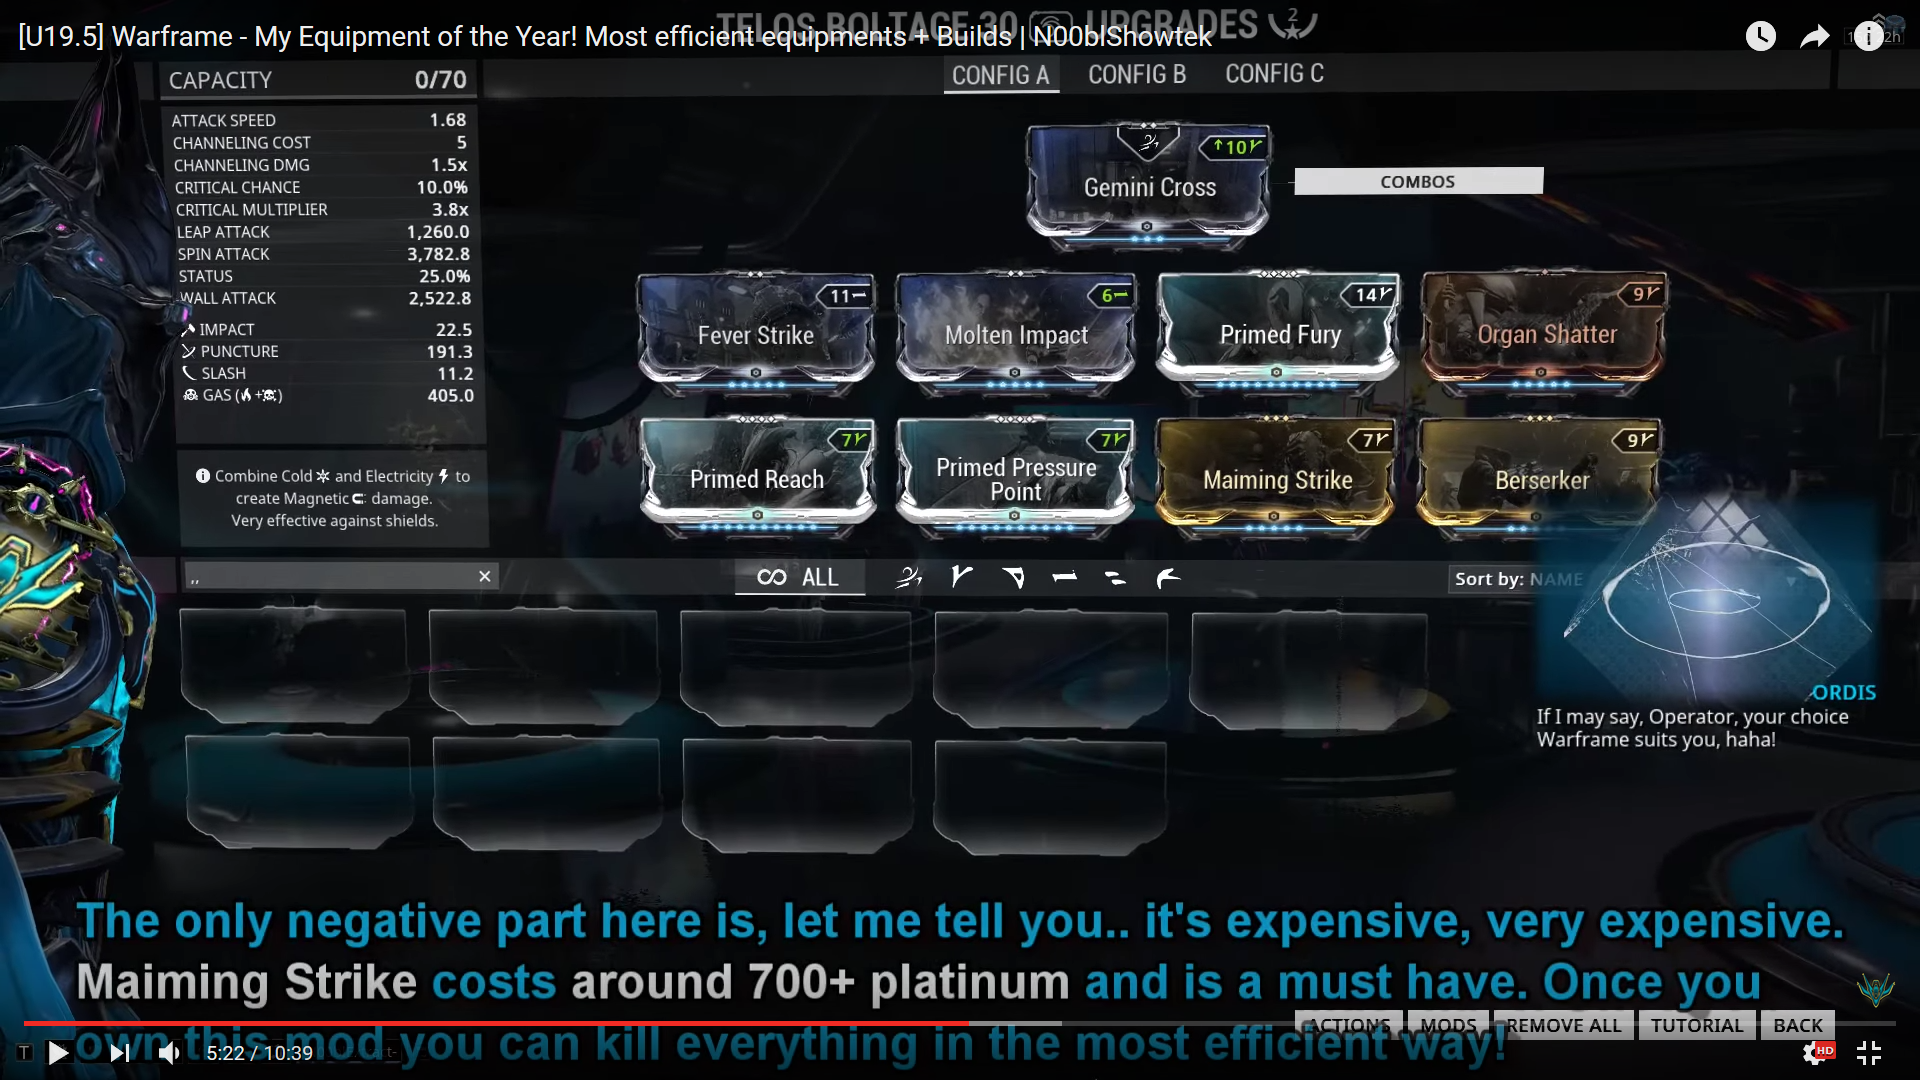 TELOS BOLTACE 30 UPGRADES 2
[U19.5] Warframe - My Equipment of the Year! Most efficient equipments + Builds | N00blShowtek
CAPACITY 0/70
CONFIG A CONFIG B CONFIG C
ATTACK SPEED 1.68
CHANNELING COST 5
CHANNELING DMG 1.5x
CRITICAL CHANCE 10.0%
CRITICAL MULTIPLIER 3.8x
LEAP ATTACK 1,260.0
SPIN ATTACK 3,782.8
STATUS 25.0%
WALL ATTACK 2,522.8
IMPACT 22.5
PUNCTURE 191.3
SLASH 11.2
GAS ( + ) 405.0
Combine Cold and Electricity to
create Magnetic damage.
Very effective against shields.
10
Gemini Cross
COMBOS
11
Fever Strike
6
Molten Impact
14
Primed Fury
9
Organ Shatter
7
Primed Reach
7
Primed Pressure
Point
7
Maiming Strike
9
Berserker
,,
ALL
Sort by: NAME
ORDIS
If I may say, Operator, your choice
Warframe suits you, haha!
The only negative part here is, let me tell you.. it's expensive, very expensive.
Maiming Strike costs around 700+ platinum and is a must have. Once you
own this mod you can kill everything in the most efficient way!
ACTIONS MODS REMOVE ALL TUTORIAL BACK
T
5:22 / 10:39
HD